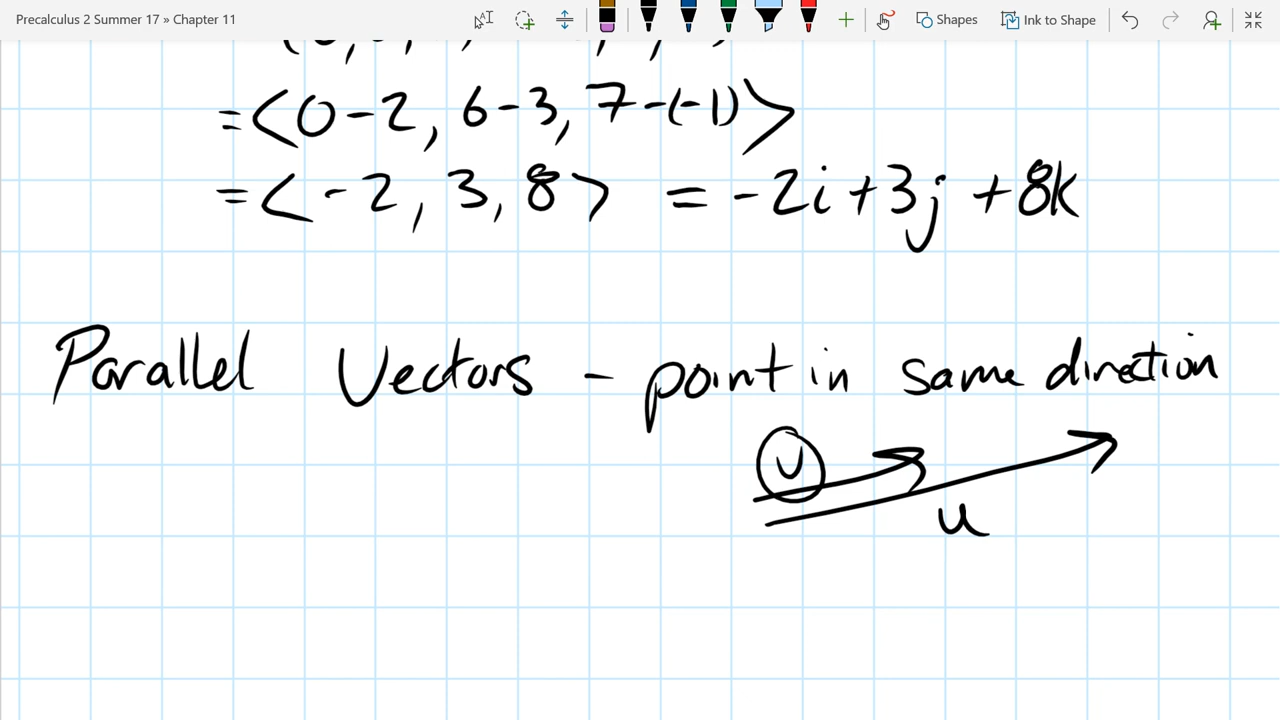 Precalculus 2 Summer 17 » Chapter 11
Shapes
Ink to Shape
=<0-2, 6-3, 7-(-1)>
=<-2, 3, 8> = -2i+3j+8k
Parallel Vectors - point in same direction
v
u